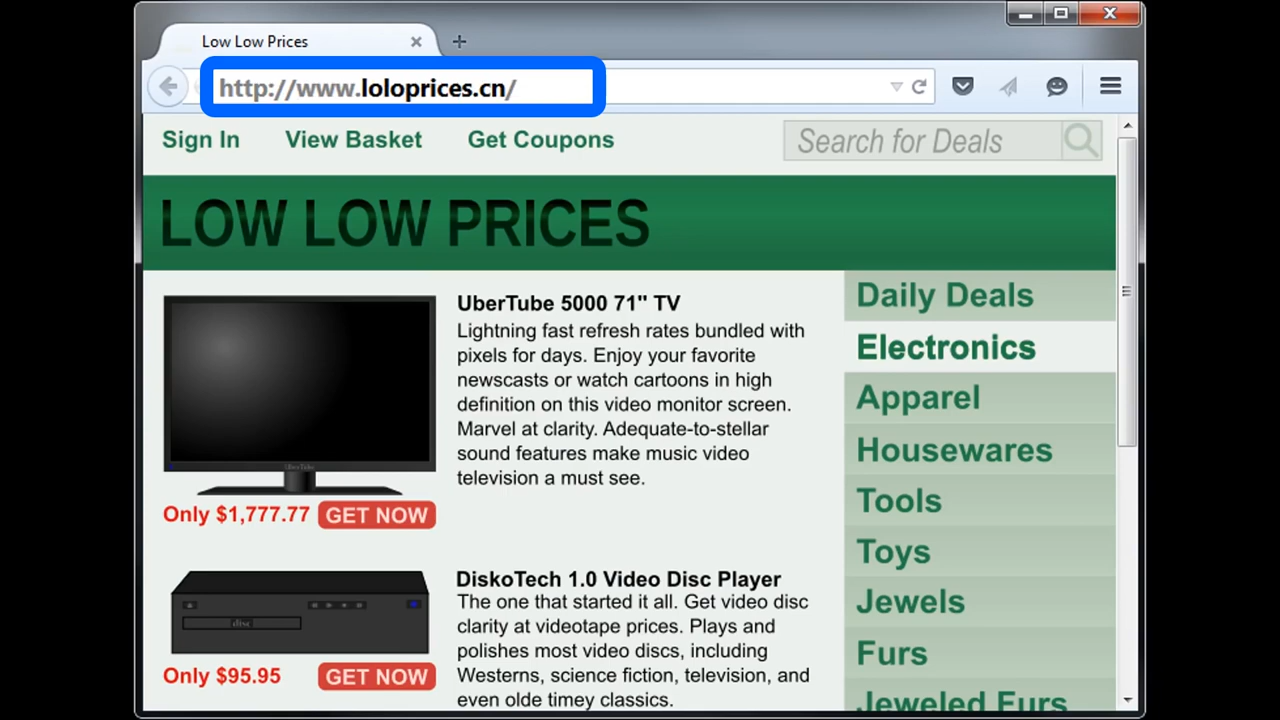 Low Low Prices
http://www.loloprices.cn/
Sign In View Basket Get Coupons Search for Deals
LOW LOW PRICES
UberTube 5000 71" TV
Lightning fast refresh rates bundled with
pixels for days. Enjoy your favorite
newscasts or watch cartoons in high
definition on this video monitor screen.
Marvel at clarity. Adequate-to-stellar
sound features make music video
television a must see.
UberTube
Only $1,777.77 GET NOW
DiskoTech 1.0 Video Disc Player
The one that started it all. Get video disc
clarity at videotape prices. Plays and
polishes most video discs, including
Westerns, science fiction, television, and
even olde timey classics.
disc
Only $95.95 GET NOW
Daily Deals
Electronics
Apparel
Housewares
Tools
Toys
Jewels
Furs
Jeweled Furs